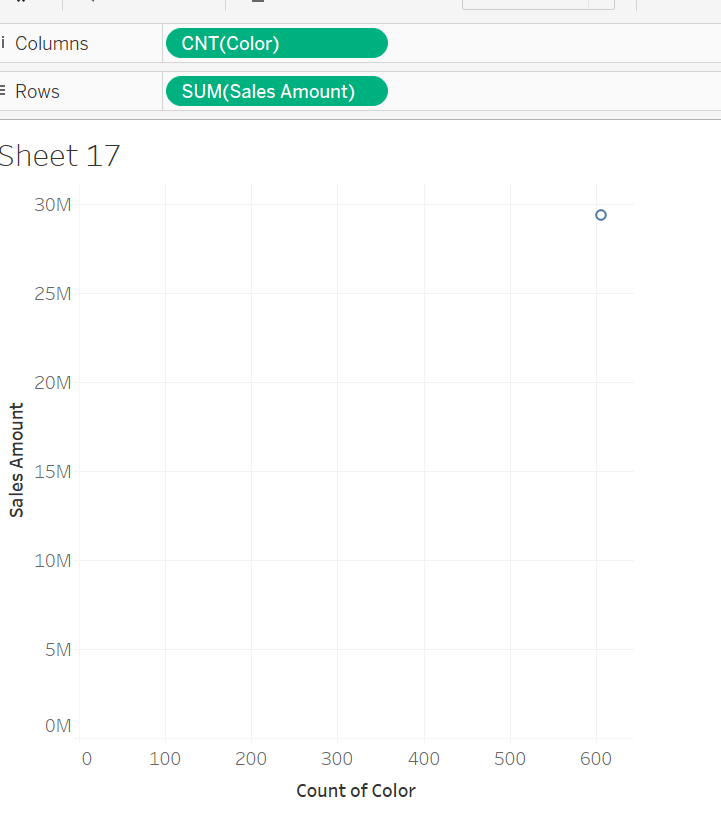 Columns CNT(Color)
Rows SUM(Sales Amount)
Sheet 17
30M
25M
20M
15M
10M
5M
0M
Sales Amount
0 100 200 300 400 500 600
Count of Color